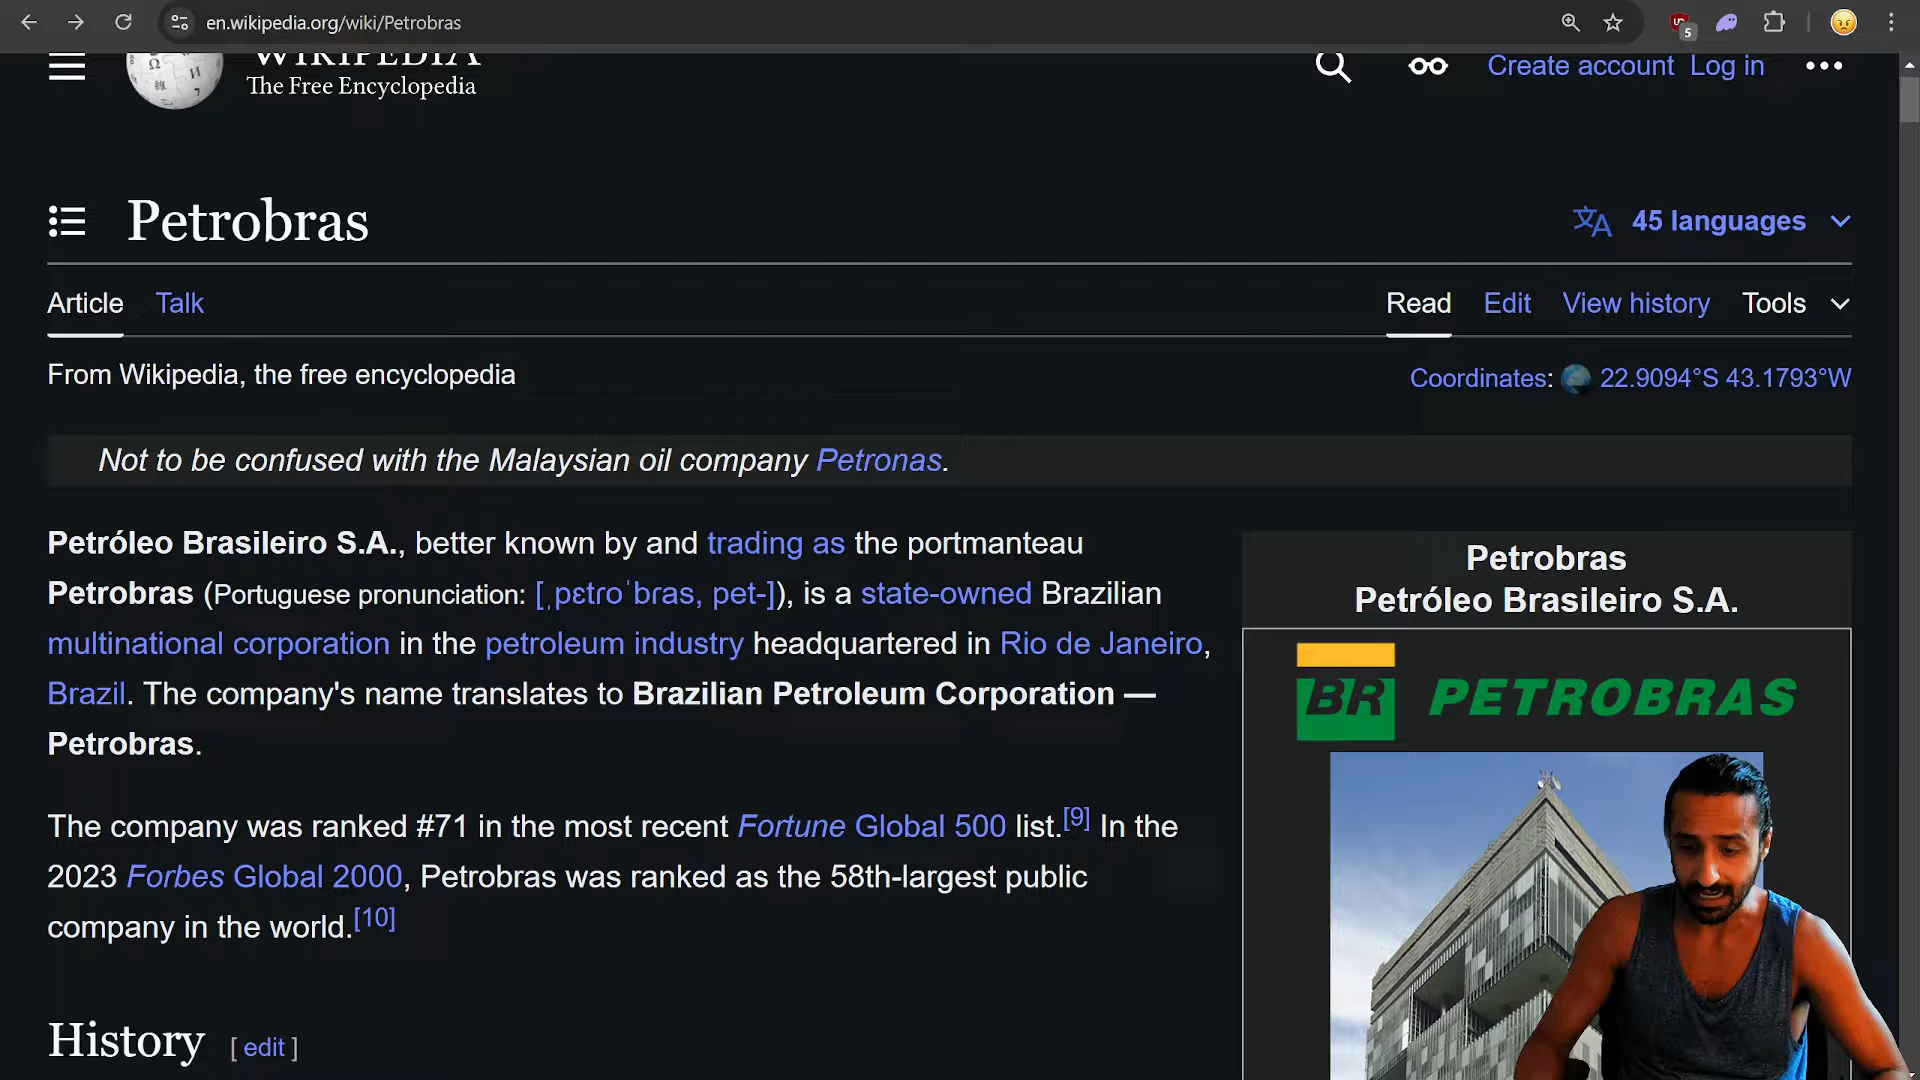 en.wikipedia.org/wiki/Petrobras
5
WIKIPEDIA
The Free Encyclopedia
Create account Log in
Petrobras
45 languages
Article Talk
Read Edit View history Tools
From Wikipedia, the free encyclopedia
Coordinates: 22.9094°S 43.1793°W
Not to be confused with the Malaysian oil company Petronas.
Petróleo Brasileiro S.A., better known by and trading as the portmanteau
Petrobras (Portuguese pronunciation: [ˌpɛtɾoˈbɾas, pet-]), is a state-owned Brazilian
multinational corporation in the petroleum industry headquartered in Rio de Janeiro,
Brazil. The company's name translates to Brazilian Petroleum Corporation —
Petrobras.
The company was ranked #71 in the most recent Fortune Global 500 list.[9] In the
2023 Forbes Global 2000, Petrobras was ranked as the 58th-largest public
company in the world.[10]
History [ edit ]
Petrobras
Petróleo Brasileiro S.A.
BR PETROBRAS